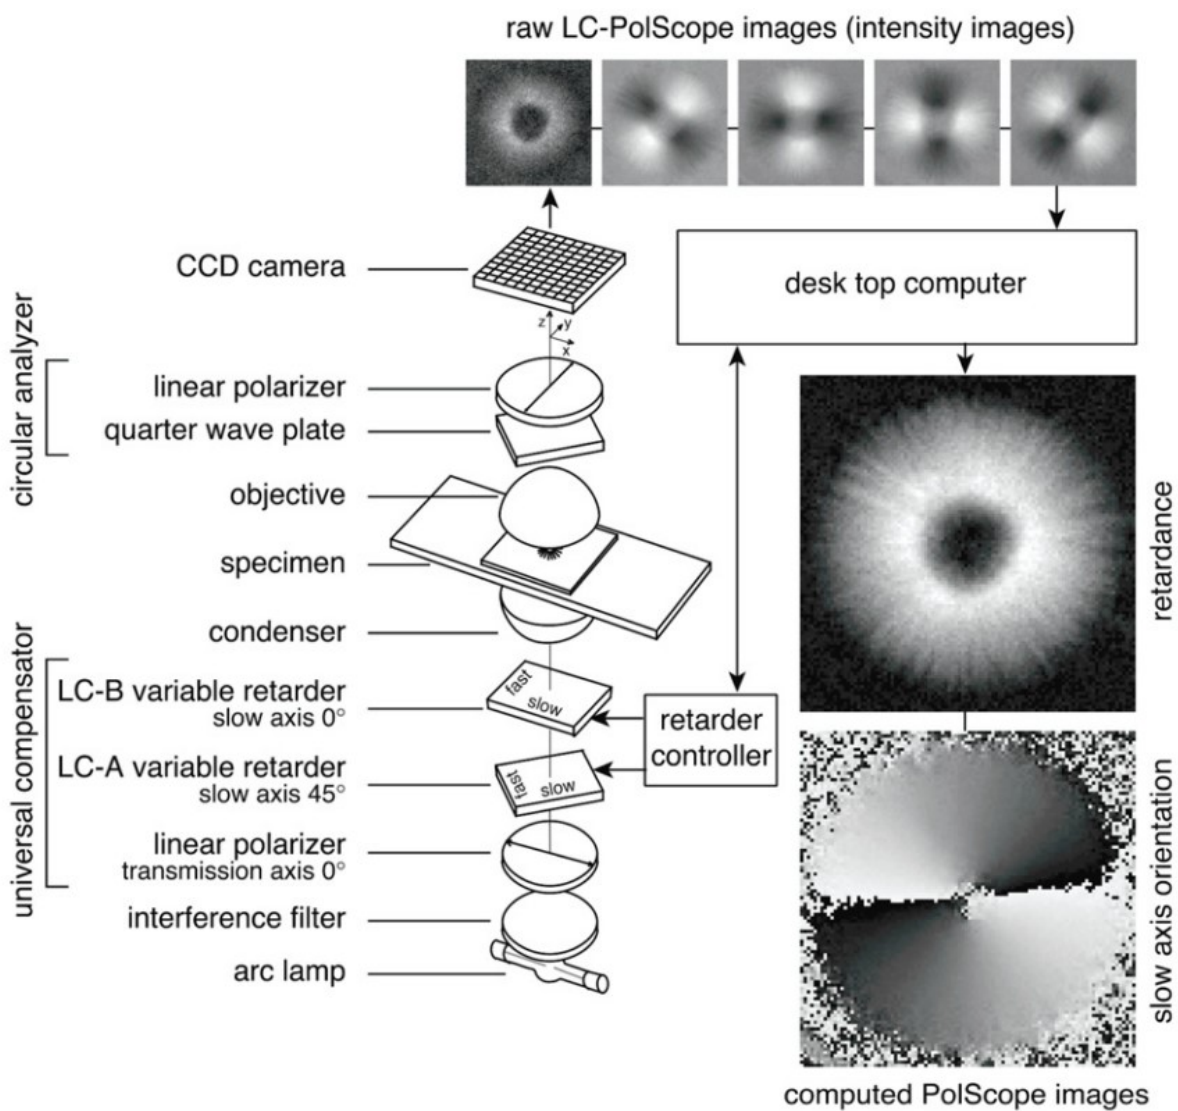 raw LC-PolScope images (intensity images)
CCD camera
z
y
x
desk top computer
circular analyzer
linear polarizer
quarter wave plate
objective
specimen
condenser
retardance
universal compensator
LC-B variable retarder
slow axis 0°
fast
slow
retarder
controller
LC-A variable retarder
slow axis 45°
fast
slow
linear polarizer
transmission axis 0°
interference filter
arc lamp
slow axis orientation
computed PolScope images